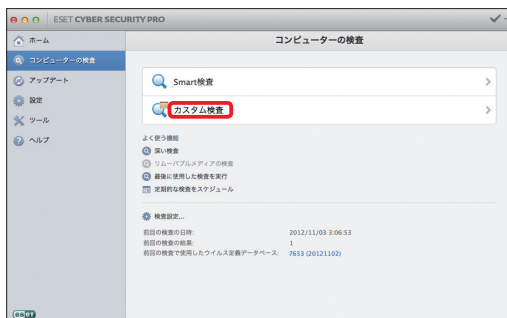 ESET CYBER SECURITY PRO
ホーム
コンピューターの検査
コンピューターの検査
アップデート
設定
ツール
ヘルプ
Smart検査
カスタム検査
よく使う機能
深い検査
リムーバブルメディアの検査
最後に使用した検査を実行
定期的な検査をスケジュール
検査設定...
前回の検査の日時: 2012/11/03 3:06:53
前回の検査の結果: 1
前回の検査で使用したウイルス定義データベース: 7653 (20121102)
eset